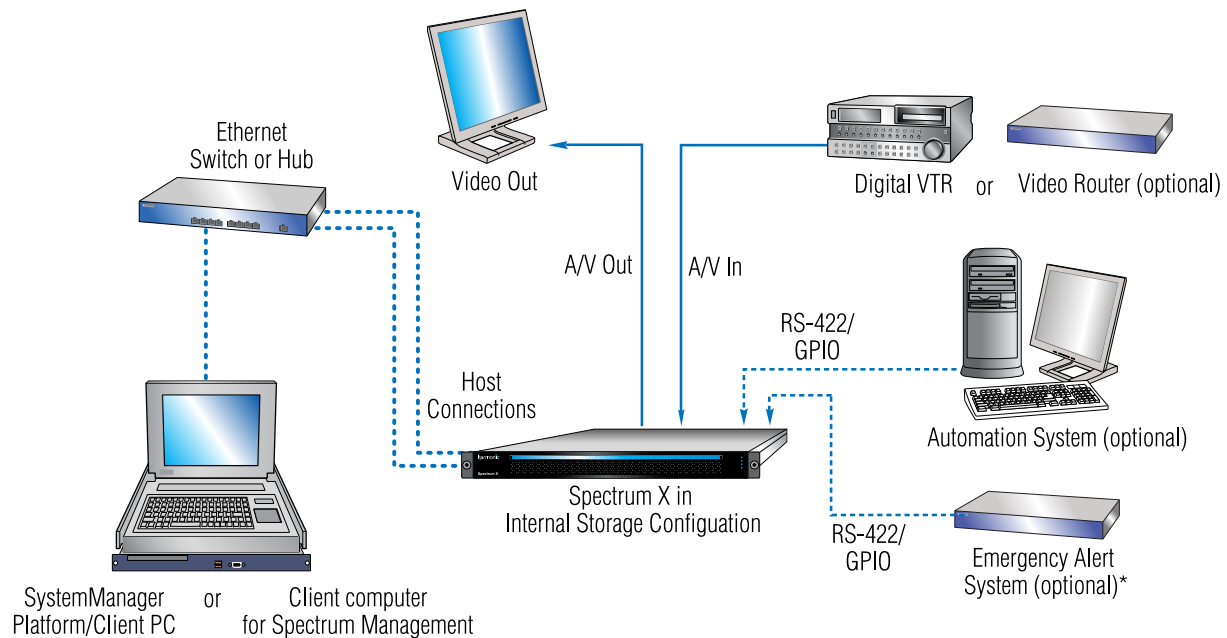 Ethernet
Switch or Hub
Video Out
Digital VTR or Video Router (optional)
A/V Out
A/V In
RS-422/
GPIO
Host
Connections
Automation System (optional)
harmonic
Spectrum X
Spectrum X in
Internal Storage Configuation
RS-422/
GPIO
Emergency Alert
System (optional)*
SystemManager
Platform/Client PC
or
Client computer
for Spectrum Management